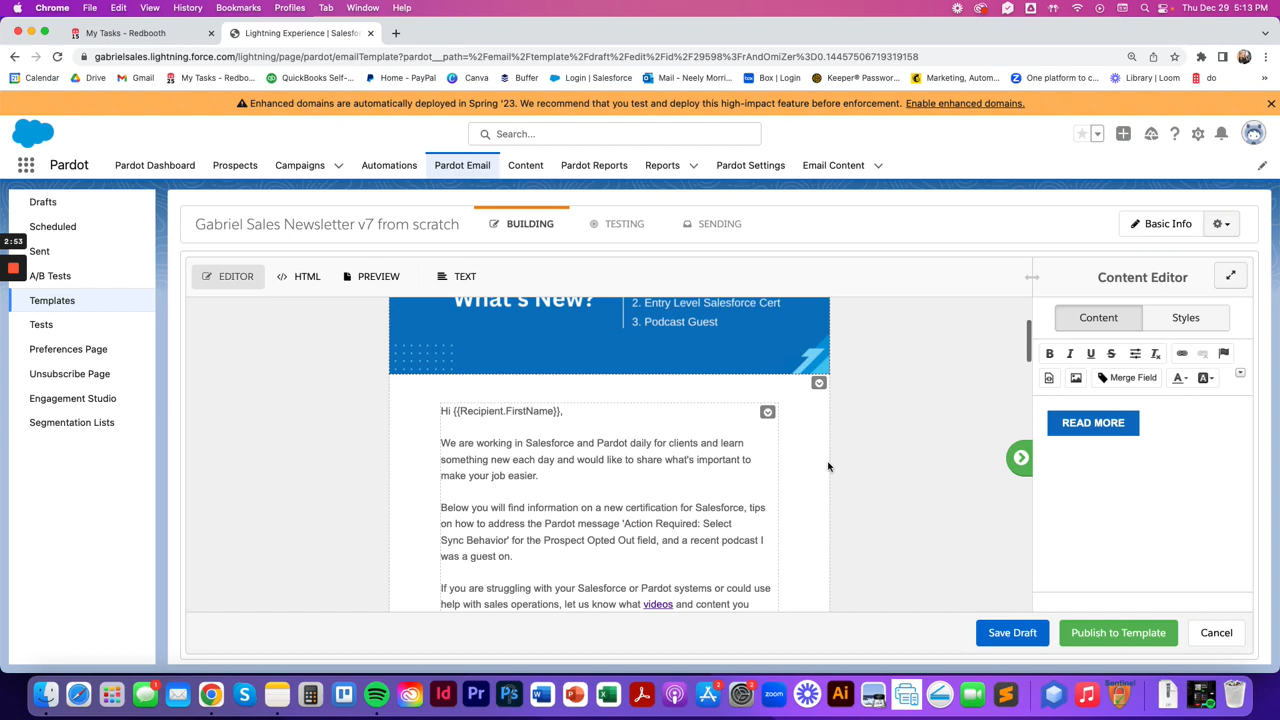 Chrome File Edit View History Bookmarks Profiles Tab Window Help Thu Dec 29 5:13 PM
My Tasks - Redbooth Lightning Experience | Salesfor
gabrielsales.lightning.force.com/lightning/page/pardot/emailTemplate?pardot__path=%2Femail%2Ftemplate%2Fdraft%2Fedit%2Fid%2F29598%3FrAndOmiZer%3D0.144575067193​19158
Calendar Drive Gmail My Tasks - Redbo... QuickBooks Self-... Home - PayPal Canva Buffer Login | Salesforce Mail - Neely Morri... Box | Login Keeper® Passwor... Marketing, Autom... One platform to c... Library | Loom do
Enhanced domains are automatically deployed in Spring '23. We recommend that you test and deploy this high-impact feature before enforcement. Enable enhanced domains.
Search...
Pardot Pardot Dashboard Prospects Campaigns Automations Pardot Email Content Pardot Reports Reports Pardot Settings Email Content
Drafts
Scheduled
2:53
Sent
A/B Tests
Templates
Tests
Preferences Page
Unsubscribe Page
Engagement Studio
Segmentation Lists
Gabriel Sales Newsletter v7 from scratch BUILDING TESTING SENDING Basic Info
EDITOR HTML PREVIEW TEXT
Content Editor
Content Styles
B I U S
Merge Field A A
READ MORE
What's New?
2. Entry Level Salesforce Cert
3. Podcast Guest
Hi {{Recipient.FirstName}},
We are working in Salesforce and Pardot daily for clients and learn
something new each day and would like to share what's important to
make your job easier.
Below you will find information on a new certification for Salesforce, tips
on how to address the Pardot message 'Action Required: Select
Sync Behavior' for the Prospect Opted Out field, and a recent podcast I
was a guest on.
If you are struggling with your Salesforce or Pardot systems or could use
help with sales operations, let us know what videos and content you
Save Draft Publish to Template Cancel